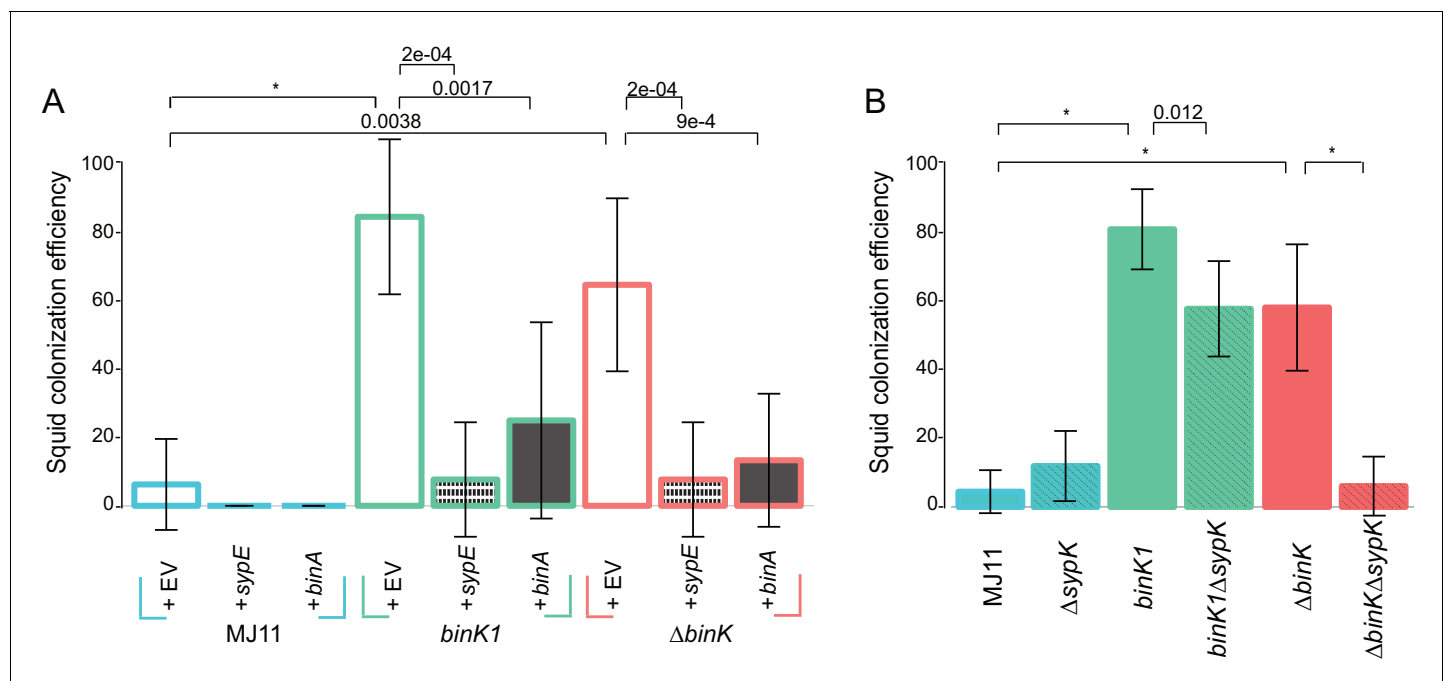 A
2e-04
*
0.0017
2e-04
0.0038
9e-4
Squid colonization efficiency
100
80
60
40
20
0
+ EV
+ sypE
+ binA
+ EV
+ sypE
+ binA
+ EV
+ sypE
+ binA
MJ11
binK1
ΔbinK
B
*
0.012
*
*
Squid colonization efficiency
100
80
60
40
20
0
MJ11
ΔsypK
binK1
binK1ΔsypK
ΔbinK
ΔbinKΔsypK